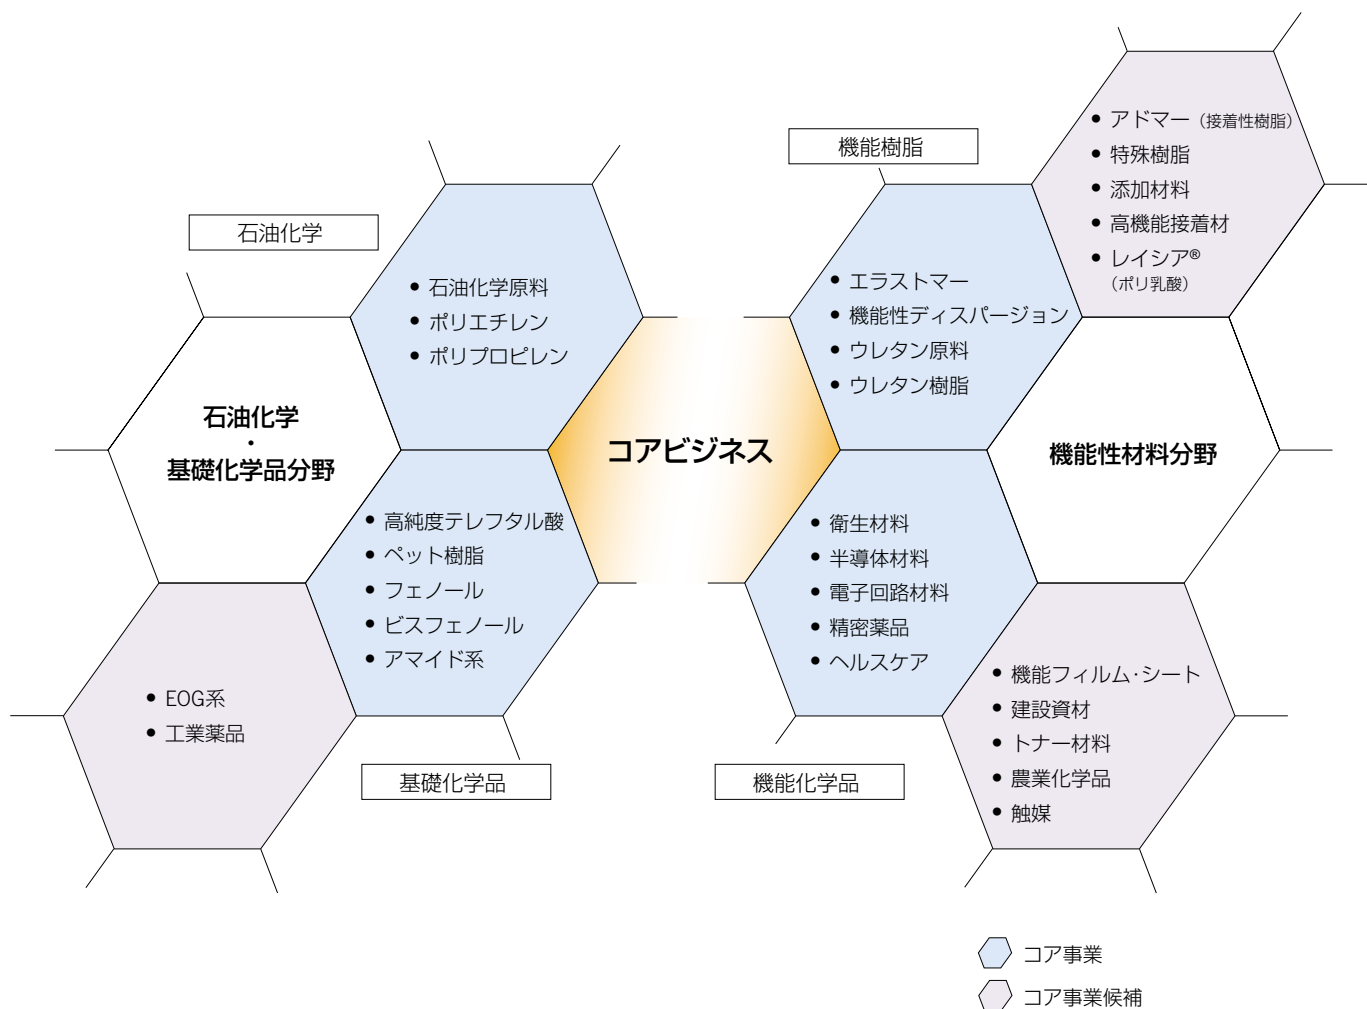 石油化学
• 石油化学原料
• ポリエチレン
• ポリプロピレン
石油化学
・
基礎化学品分野
• 高純度テレフタル酸
• ペット樹脂
• フェノール
• ビスフェノール
• アマイド系
• EOG系
• 工業薬品
基礎化学品
コアビジネス
機能樹脂
• アドマー（接着性樹脂）
• 特殊樹脂
• 添加材料
• 高機能接着材
• レイシア®
（ポリ乳酸）
• エラストマー
• 機能性ディスパージョン
• ウレタン原料
• ウレタン樹脂
機能性材料分野
• 衛生材料
• 半導体材料
• 電子回路材料
• 精密薬品
• ヘルスケア
• 機能フィルム・シート
• 建設資材
• トナー材料
• 農業化学品
• 触媒
機能化学品
コア事業
コア事業候補